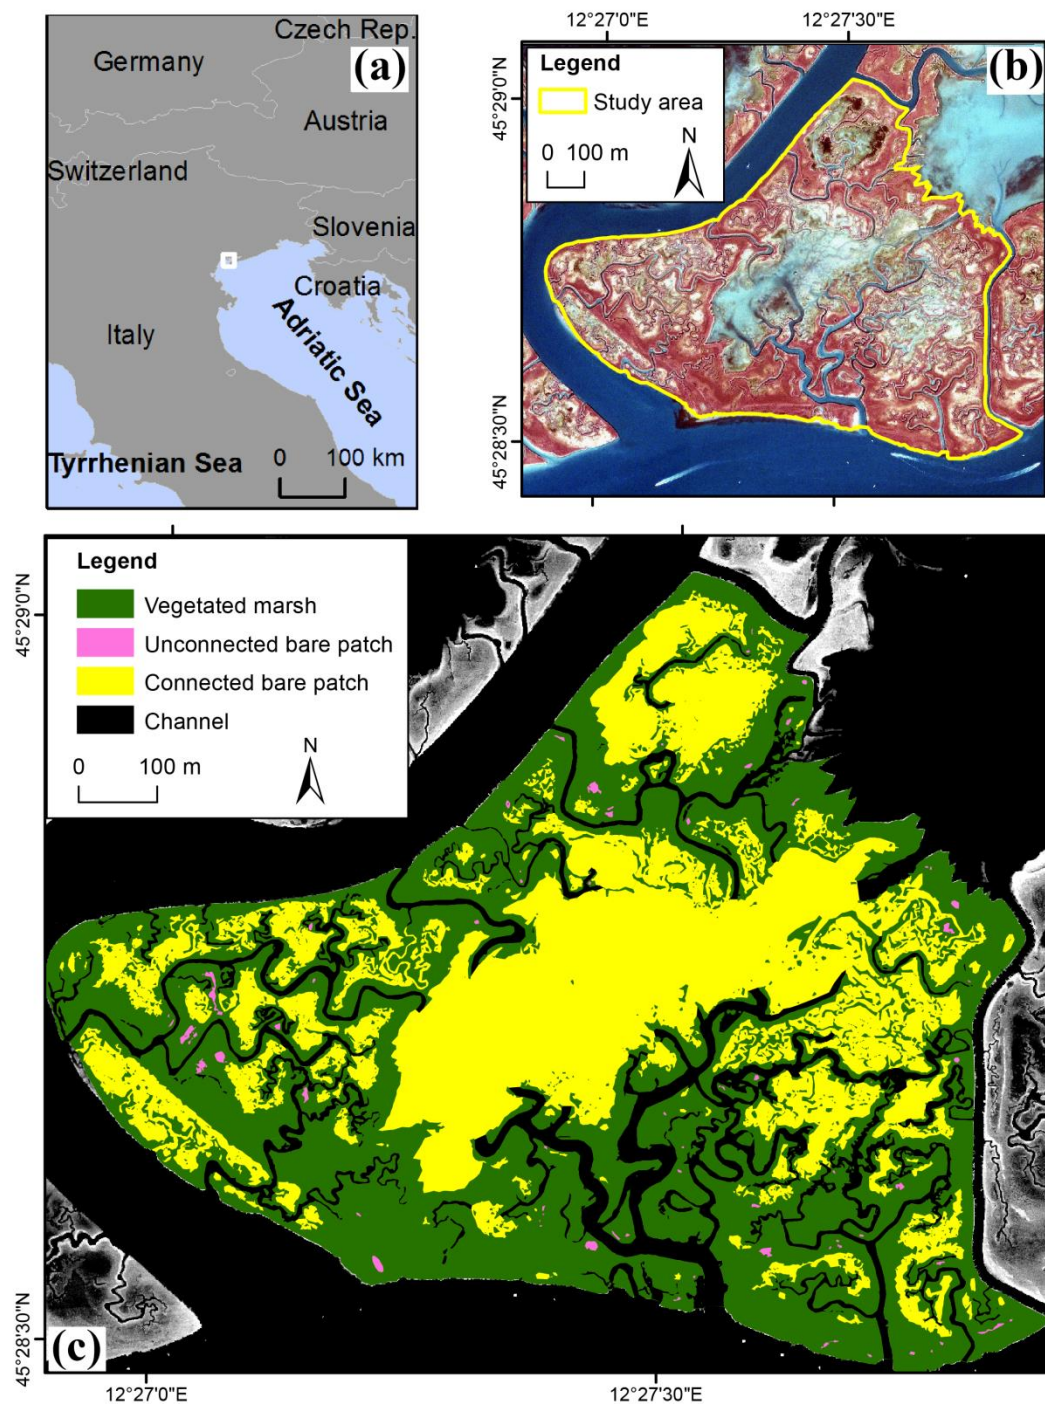 Czech Rep.
Germany
(a)
Austria
Switzerland
Slovenia
Croatia
Italy
Adriatic Sea
Tyrrhenian Sea
0 100 km
12°27'0"E 12°27'30"E
45°29'0"N
45°28'30"N
(b)
Legend
Study area
N
0 100 m
Legend
Vegetated marsh
Unconnected bare patch
Connected bare patch
Channel
N
0 100 m
45°29'0"N
45°28'30"N
(c)
12°27'0"E 12°27'30"E